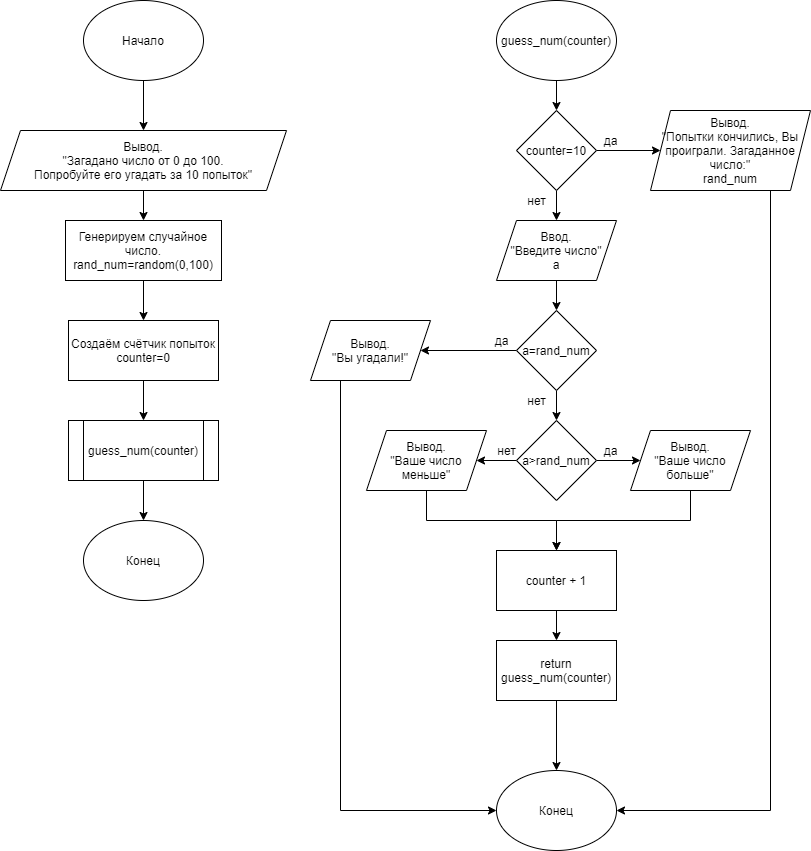 Начало
Вывод.
"Загадано число от 0 до 100.
Попробуйте его угадать за 10 попыток"
Генерируем случайное
число.
rand_num=random(0,100)
Создаём счётчик попыток
counter=0
guess_num(counter)
Конец
guess_num(counter)
counter=10
да
Вывод.
"Попытки кончились, Вы
проиграли. Загаданное
число:"
rand_num
нет
Ввод.
"Введите число"
a
a=rand_num
да
Вывод.
"Вы угадали!"
нет
a>rand_num
нет
Вывод.
"Ваше число
меньше"
да
Вывод.
"Ваше число
больше"
counter + 1
return
guess_num(counter)
Конец